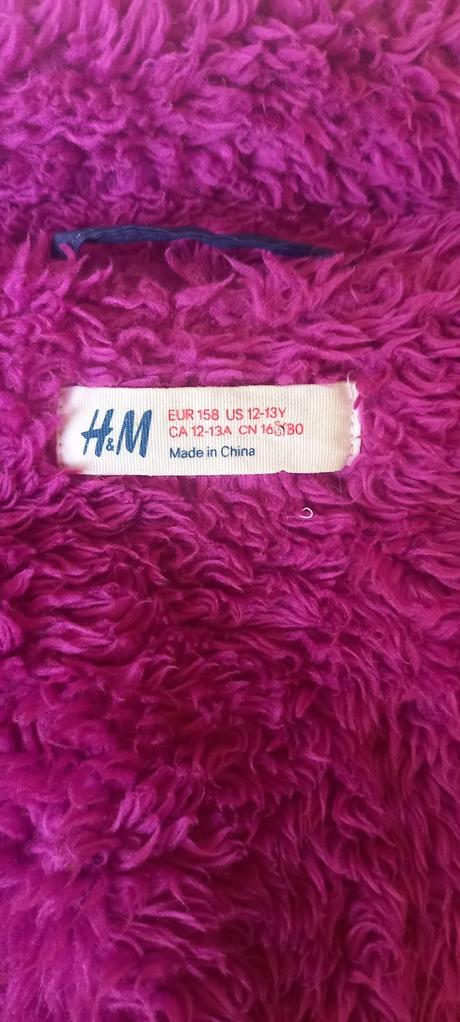 H&M
EUR 158 US 12-13Y
CA 12-13A CN
Made in China